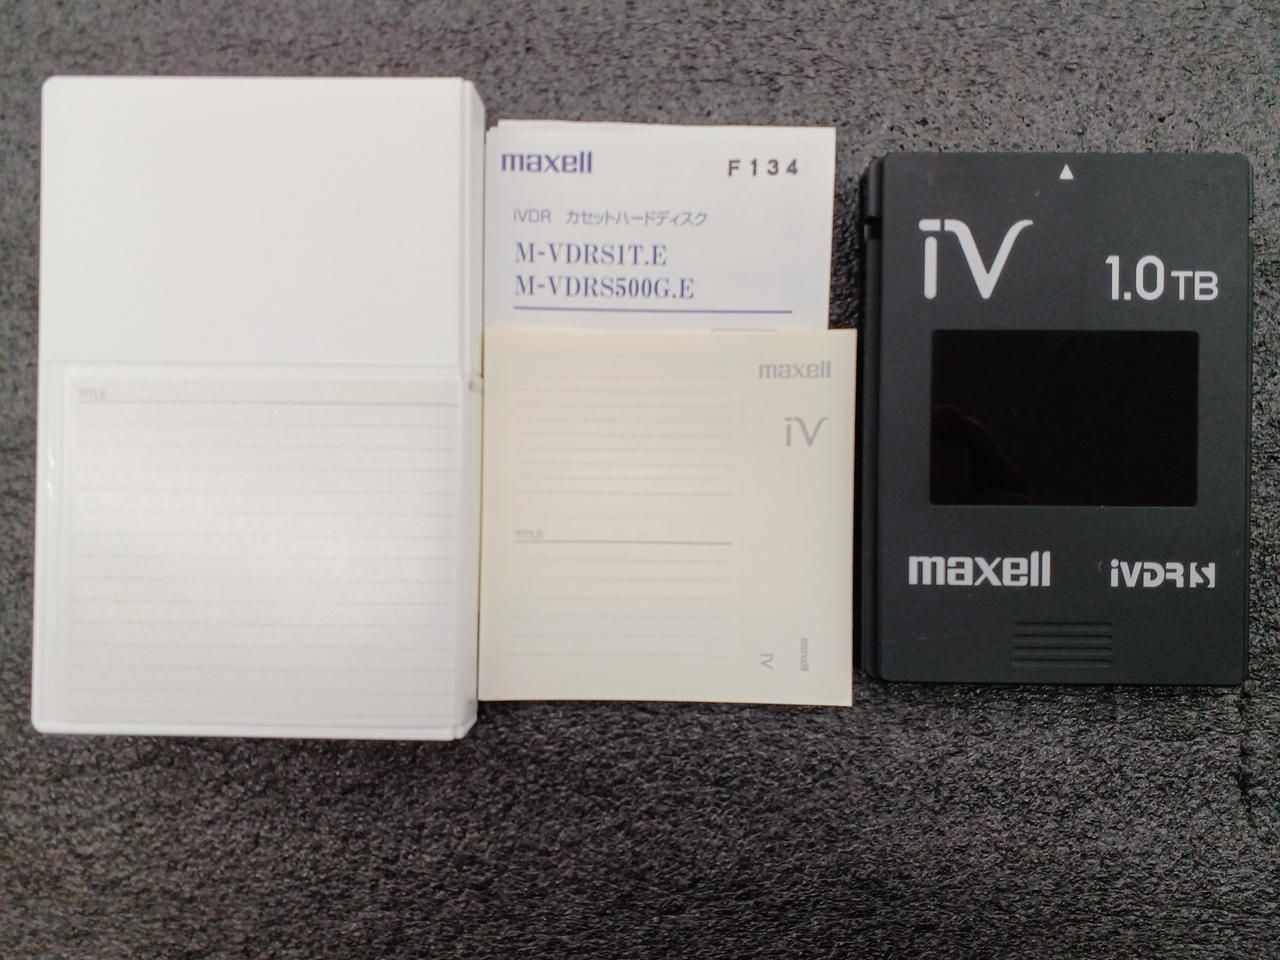 TITLE
maxell
F134
iVDR カセットハードディスク
M-VDRS1T.E
M-VDRS500G.E
maxell
iV
TITLE
iV
maxell
iV
1.0TB
maxell
iVDR S